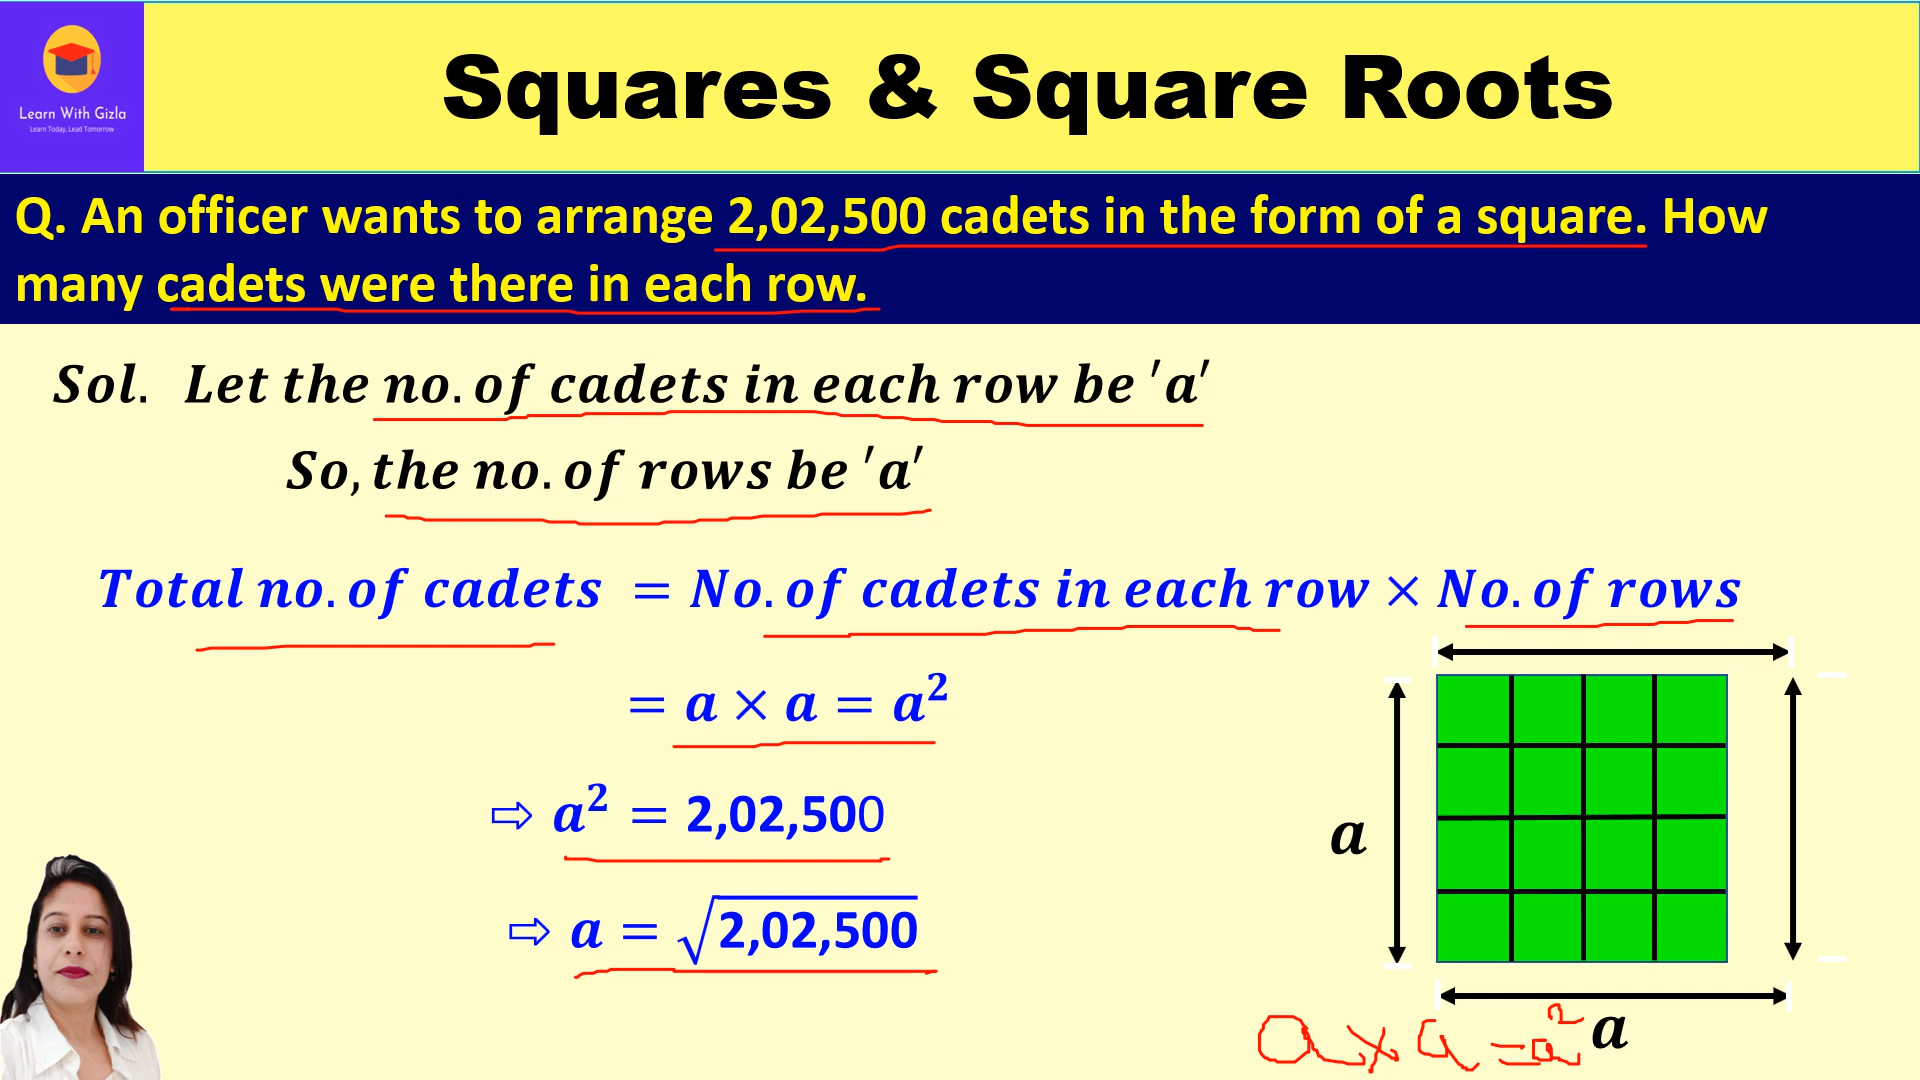 Learn With Gizla
Learn Today, Lead Tomorrow
Squares & Square Roots
Q. An officer wants to arrange 2,02,500 cadets in the form of a square. How
many cadets were there in each row.
Sol. Let the no. of cadets in each row be 'a'
So, the no. of rows be 'a'
Total no. of cadets = No. of cadets in each row × No. of rows
= a × a = a²
⇨ a² = 2,02,500
a
⇨ a = √2,02,500
a
a × a = a²